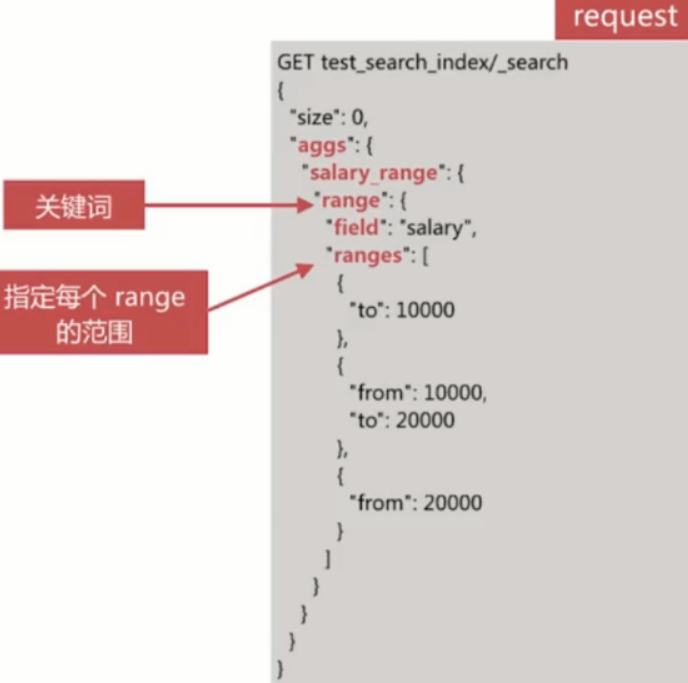 request
GET test_search_index/_search
{
"size": 0,
"aggs": {
"salary_range": {
关键词
"range": {
"field": "salary",
指定每个 range
的范围
"ranges": [
{
"to": 10000
},
{
"from": 10000,
"to": 20000
},
{
"from": 20000
}
]
}
}
}
}